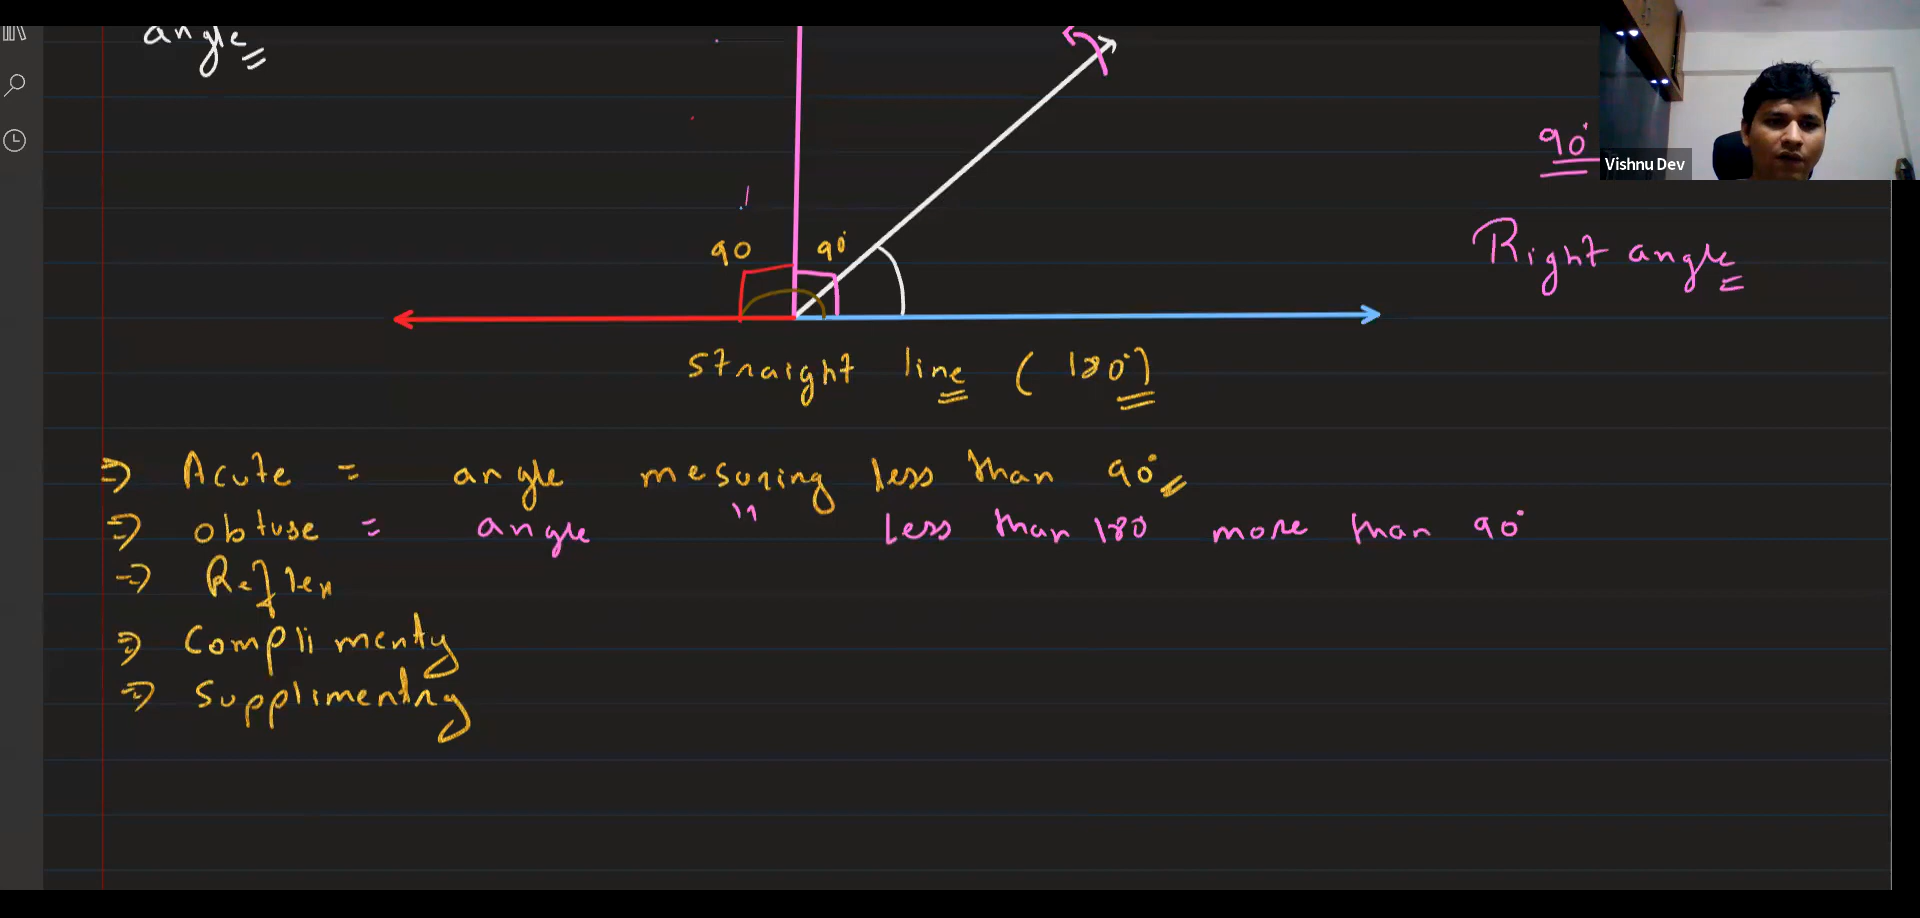 angle
90°
Vishnu Dev
Right angle
90 90°
straight line (180°)
⇒ Acute = angle mesuring less than 90°
⇒ obtuse = angle " less than 180 more than 90°
⇒ Reflex
⇒ Complimenty
⇒ Supplimentry